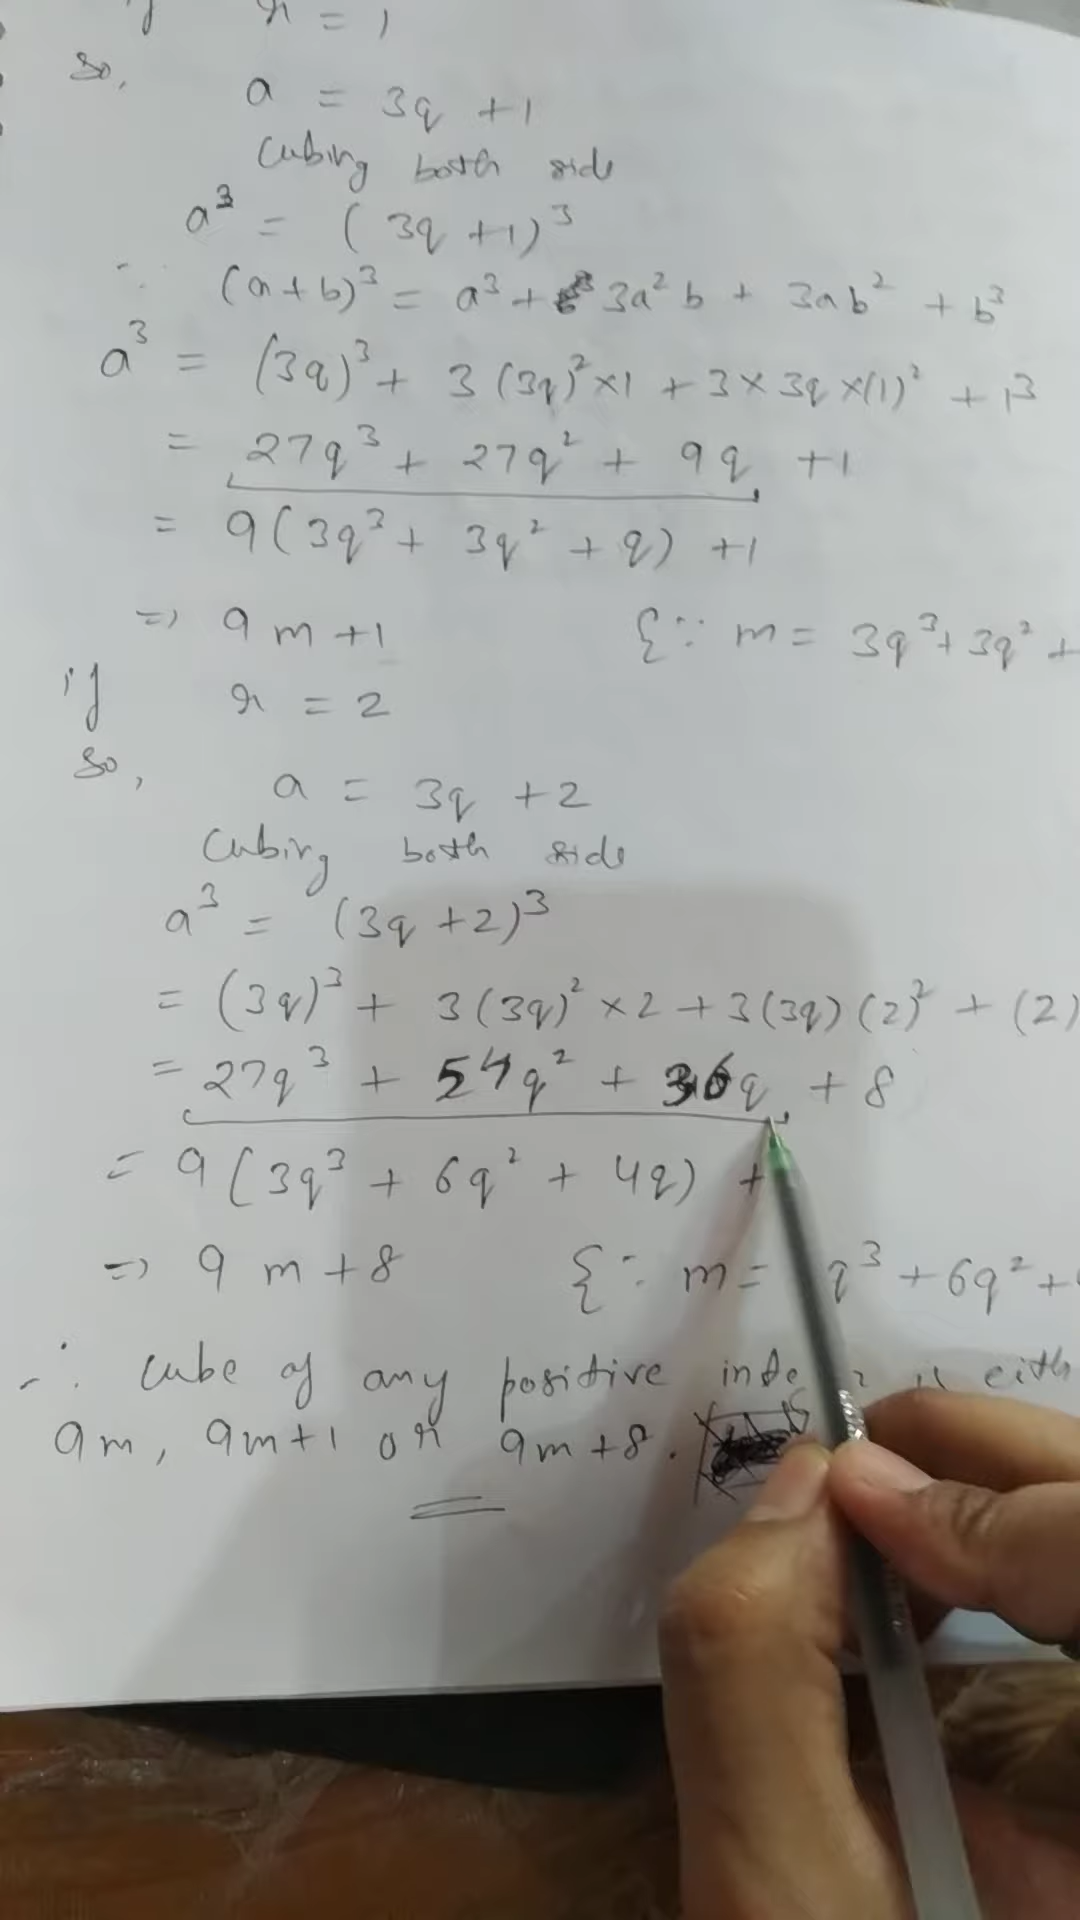 r = 1
So,
a = 3q + 1
Cubing both side
a³ = (3q + 1)³
∵ (a + b)³ = a³ + 3a²b + 3ab² + b³
a³ = (3q)³ + 3(3q)² × 1 + 3 × 3q × (1)² + 1³
= 27q³ + 27q² + 9q + 1
= 9(3q³ + 3q² + q) + 1
⇒ 9m + 1 {∵ m = 3q³ + 3q² +
if r = 2
So,
a = 3q + 2
Cubing both side
a³ = (3q + 2)³
= (3q)³ + 3(3q)² × 2 + 3(3q)(2)² + (2)
= 27q³ + 54q² + 36q + 8
= 9(3q³ + 6q² + 4q) +
⇒ 9m + 8 {∵ m = q³ + 6q² +
∴ cube of any positive
9m, 9m + 1 or 9m + 8.